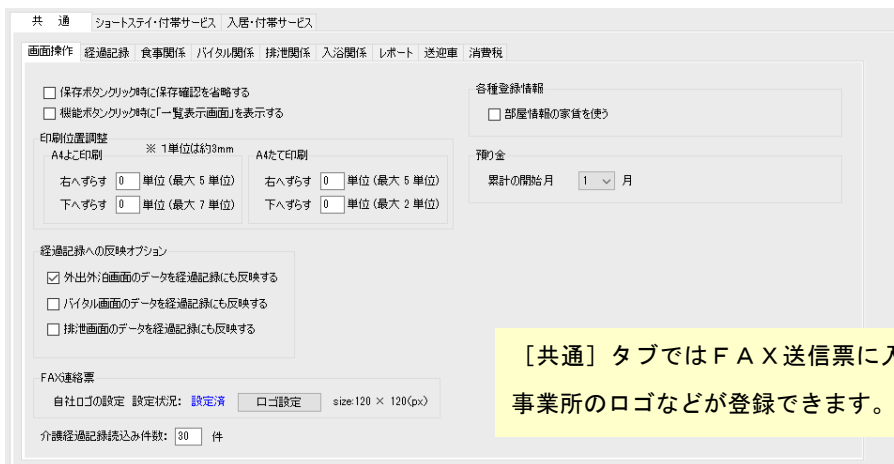 共　通　ショートステイ・付帯サービス　入居・付帯サービス
画面操作　経過記録　食事関係　バイタル関係　排泄関係　入浴関係　レポート　送迎車　消費税
保存ボタンクリック時に保存確認を省略する
機能ボタンクリック時に「一覧表示画面」を表示する
印刷位置調整
※ 1単位は約3mm
A4よこ印刷
右へずらす 0 単位 (最大 5 単位)
下へずらす 0 単位 (最大 7 単位)
A4たて印刷
右へずらす 0 単位 (最大 5 単位)
下へずらす 0 単位 (最大 2 単位)
各種登録情報
部屋情報の家賃を使う
預り金
累計の開始月 1 月
経過記録への反映オプション
外出外泊画面のデータを経過記録にも反映する
バイタル画面のデータを経過記録にも反映する
排泄画面のデータを経過記録にも反映する
FAX連絡票
自社ロゴの設定 設定状況： 設定済 ロゴ設定 size:120 × 120(px)
介護経過記録読込み件数： 30 件
［共通］タブではＦＡＸ送信票に入
事業所のロゴなどが登録できます。